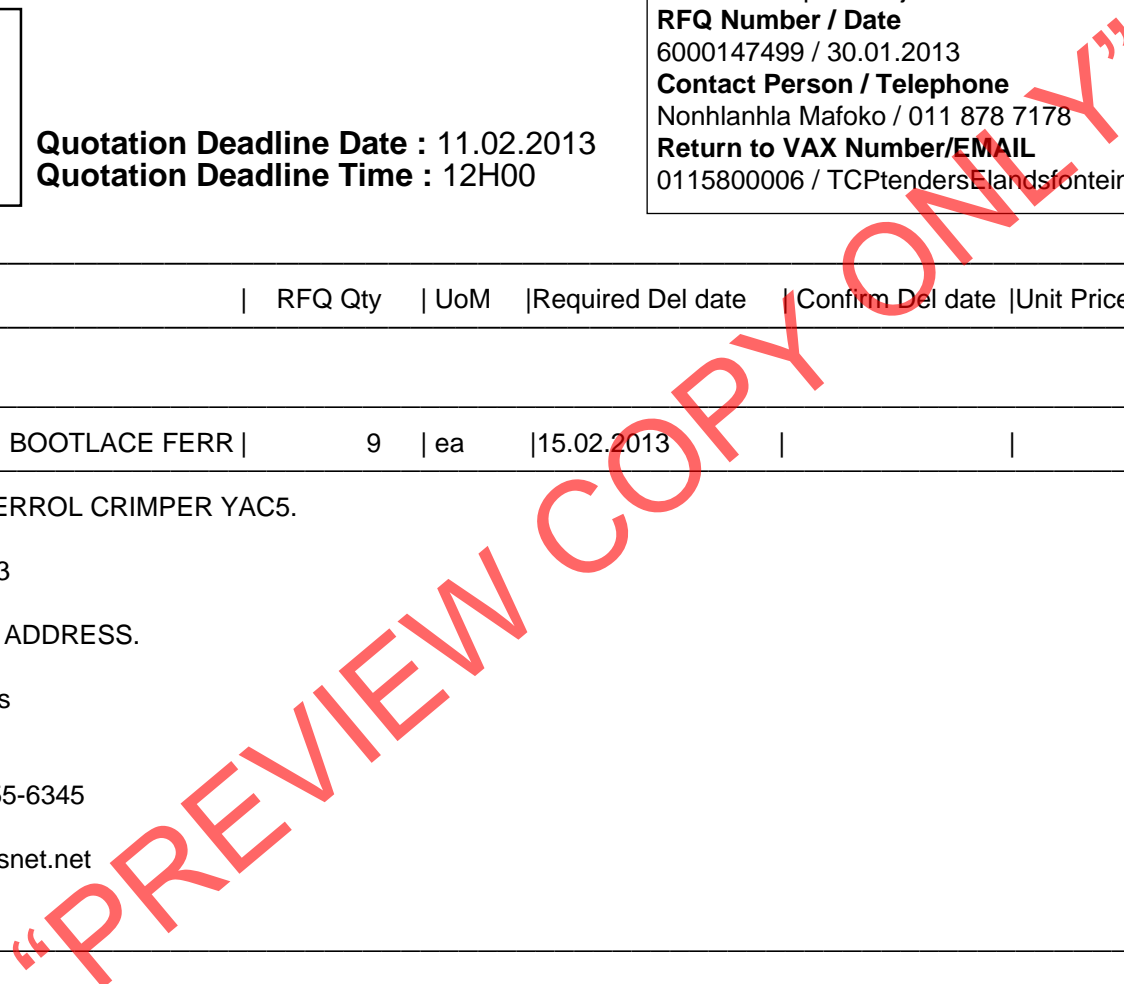 RFQ Number / Date
6000147499 / 30.01.2013
Contact Person / Telephone
Nonhlanhla Mafoko / 011 878 7178
Return to VAX Number/EMAIL
0115800006 / TCPtendersElandsfontein
Quotation Deadline Date : 11.02.2013
Quotation Deadline Time : 12H00
| RFQ Qty | UoM |Required Del date | Confirm Del date |Unit Price
BOOTLACE FERR | 9 | ea |15.02.2013 | |
ERROL CRIMPER YAC5.
3
ADDRESS.
s
55-6345
snet.net
“PREVIEW COPY ONLY”